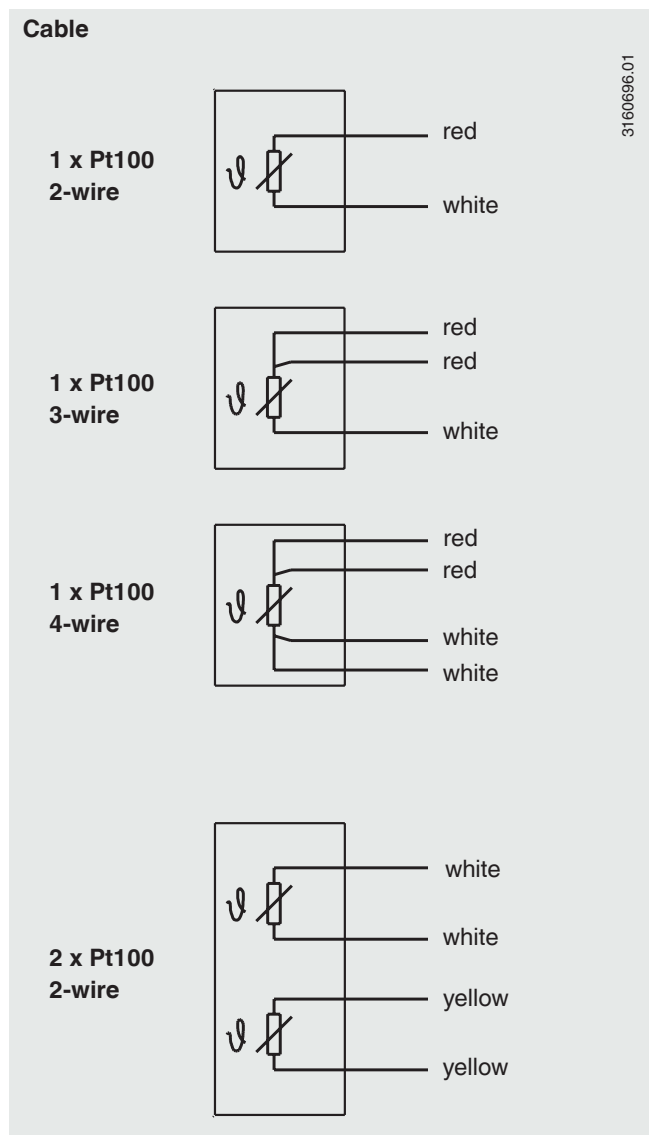 Cable
3160696.01
1 x Pt100
2-wire
ϑ
red
white
1 x Pt100
3-wire
ϑ
red
red
white
1 x Pt100
4-wire
ϑ
red
red
white
white
2 x Pt100
2-wire
ϑ
white
white
ϑ
yellow
yellow